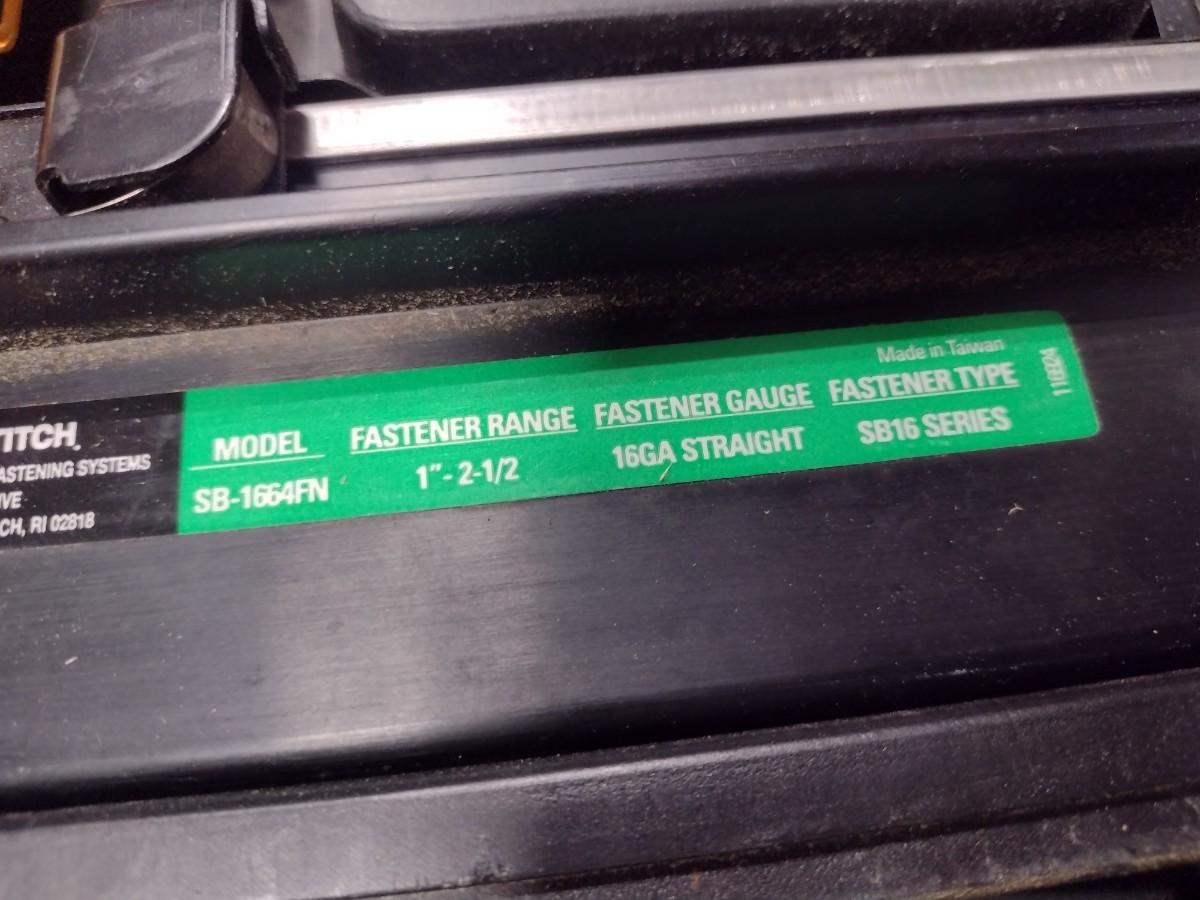 TITCH
ASTENING SYSTEMS
IVE
CH, RI 02818
MODEL
SB-1664FN
FASTENER RANGE
1"- 2-1/2
FASTENER GAUGE
16GA STRAIGHT
Made in Taiwan
FASTENER TYPE
SB16 SERIES